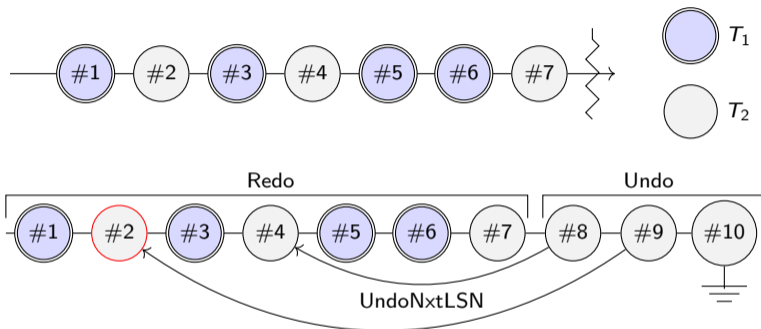 #1 #2 #3 #4 #5 #6 #7
T1
T2
Redo Undo
#1 #2 #3 #4 #5 #6 #7 #8 #9 #10
UndoNxtLSN